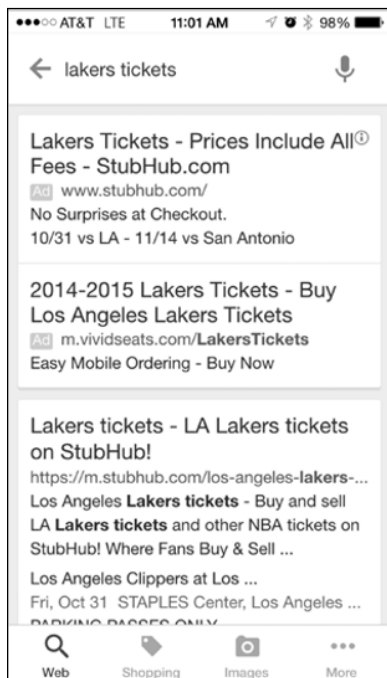 AT&T LTE 11:01 AM 98%
lakers tickets
Lakers Tickets - Prices Include All
Fees - StubHub.com
Ad www.stubhub.com/
No Surprises at Checkout.
10/31 vs LA - 11/14 vs San Antonio
2014-2015 Lakers Tickets - Buy
Los Angeles Lakers Tickets
Ad m.vividseats.com/LakersTickets
Easy Mobile Ordering - Buy Now
Lakers tickets - LA Lakers tickets
on StubHub!
https://m.stubhub.com/los-angeles-lakers-...
Los Angeles Lakers tickets - Buy and sell
LA Lakers tickets and other NBA tickets on
StubHub! Where Fans Buy & Sell ...
Los Angeles Clippers at Los ...
Fri, Oct 31 STAPLES Center, Los Angeles ...
PARKING PASSES ONLY
Web Shopping Images More